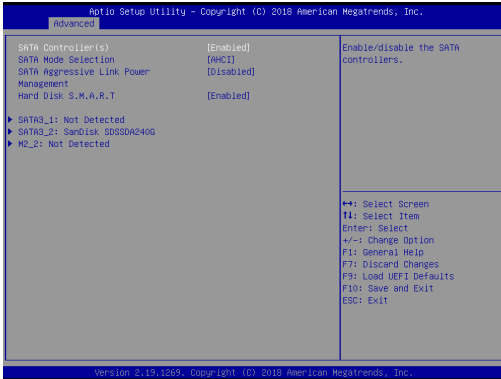 Aptio Setup Utility – Copyright (C) 2018 American Megatrends, Inc.
Advanced
SATA Controller(s) [Enabled]
SATA Mode Selection [AHCI]
SATA Aggressive Link Power [Disabled]
Management
Hard Disk S.M.A.R.T [Enabled]
▶ SATA3_1: Not Detected
▶ SATA3_2: SanDisk SDSSDA240G
▶ M2_2: Not Detected
Enable/disable the SATA
controllers.
↔: Select Screen
↑↓: Select Item
Enter: Select
+/-: Change Option
F1: General Help
F7: Discard Changes
F9: Load UEFI Defaults
F10: Save and Exit
ESC: Exit
Version 2.19.1269. Copyright (C) 2018 American Megatrends, Inc.